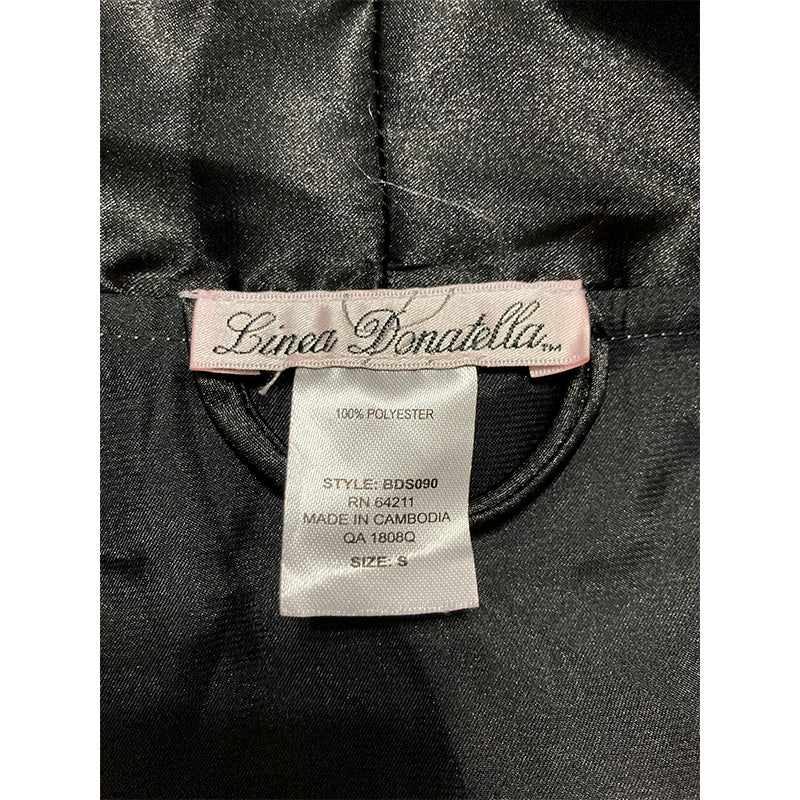 Linea Donatella™
100% POLYESTER
STYLE: BDS090
RN 64211
MADE IN CAMBODIA
QA 1808Q
SIZE: S